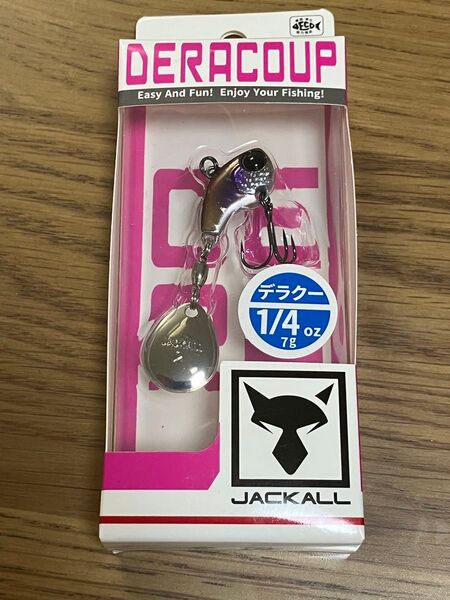 DERACOUP
Easy And Fun! Enjoy Your Fishing!
デラクー
1/4 oz
7g
JACKALL